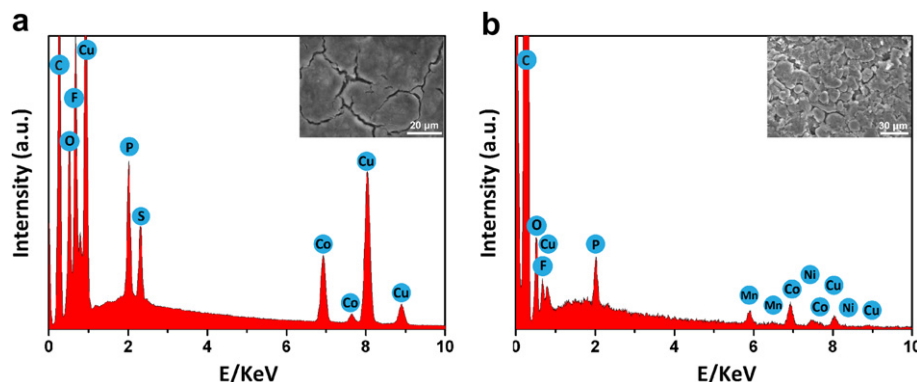 a
Intensity (a.u.)
C
O
F
Cu
P
S
Co
Co
Cu
Cu
20 μm
0 2 4 6 8 10
E/KeV
b
Intensity (a.u.)
C
O
Cu
F
P
Mn
Mn
Ni
Co
Co
Cu
Ni
Cu
30 μm
0 2 4 6 8 10
E/KeV